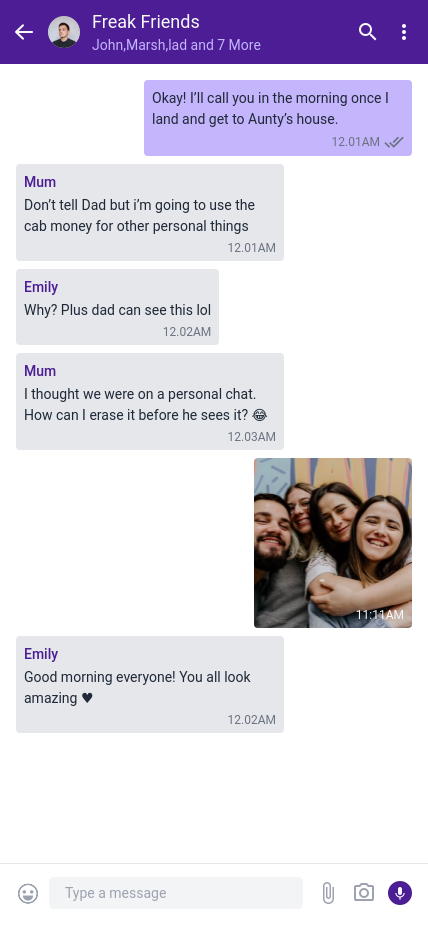 Freak Friends
John,Marsh,lad and 7 More
Okay! I’ll call you in the morning once I
land and get to Aunty’s house.
12.01AM
Mum
Don’t tell Dad but i’m going to use the
cab money for other personal things
12.01AM
Emily
Why? Plus dad can see this lol
12.02AM
Mum
I thought we were on a personal chat.
How can I erase it before he sees it? 😂
12.03AM
11:11AM
Emily
Good morning everyone! You all look
amazing ♥
12.02AM
Type a message